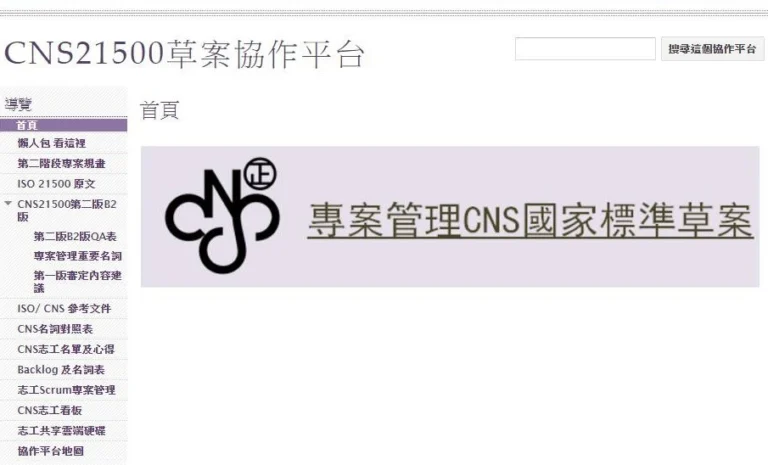 CNS21500草案協作平台
搜尋這個協作平台
導覽
首頁
懶人包 看這裡
第二階段專案規畫
ISO 21500 原文
CNS21500第二版B2
版
第二版B2版QA表
專案管理重要名詞
第一版審定內容建
議
ISO/ CNS 參考文件
CNS名詞對照表
CNS志工名單及心得
Backlog 及名詞表
志工Scrum專案管理
CNS志工看板
志工共享雲端硬碟
協作平台地圖
首頁
CNS 正
專案管理CNS國家標準草案